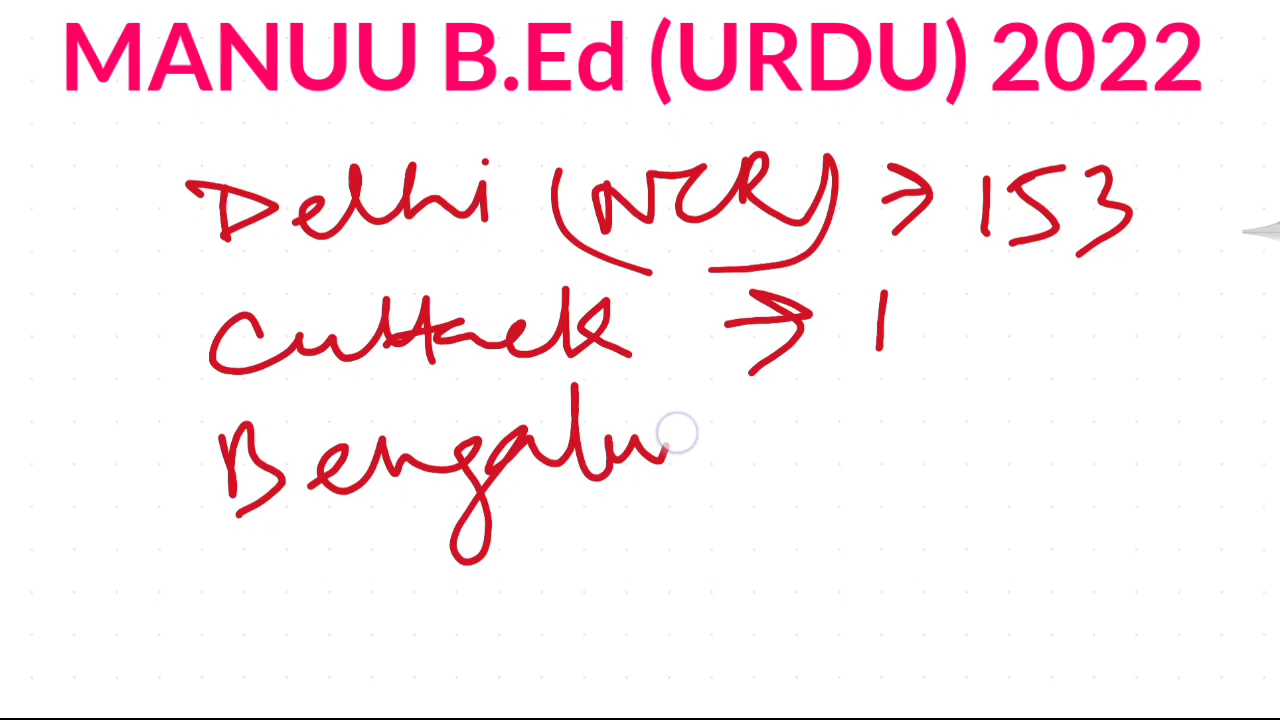 MANUU B.Ed (URDU) 2022
Delhi (NCR) → 153
Cuttack → 1
Bengalu